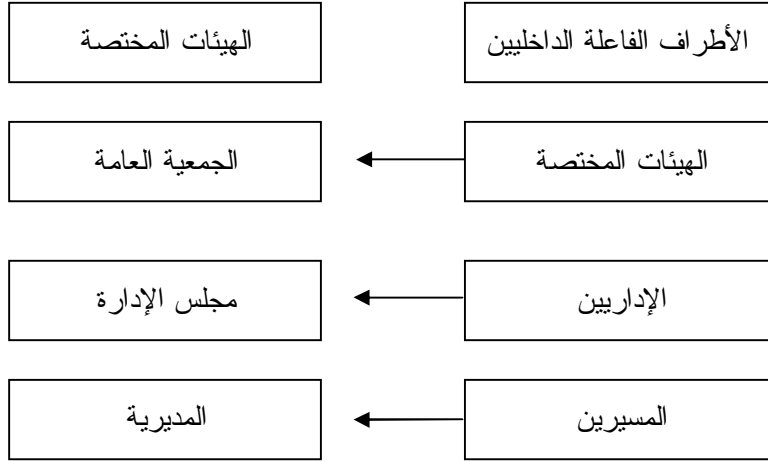 الأطراف الفاعلة الداخليين
الهيئات المختصة
الهيئات المختصة
الجمعية العامة
الإداريين
مجلس الإدارة
المسيرين
المديرية